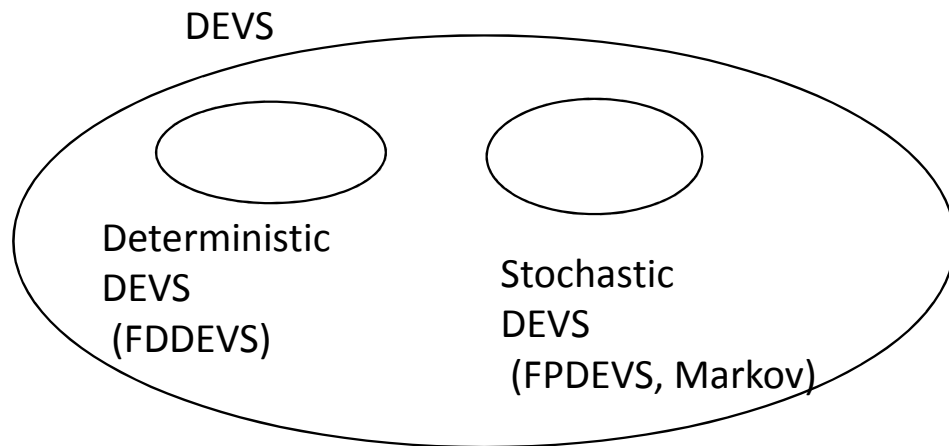 DEVS
Deterministic
DEVS
(FDDEVS)
Stochastic
DEVS
(FPDEVS, Markov)